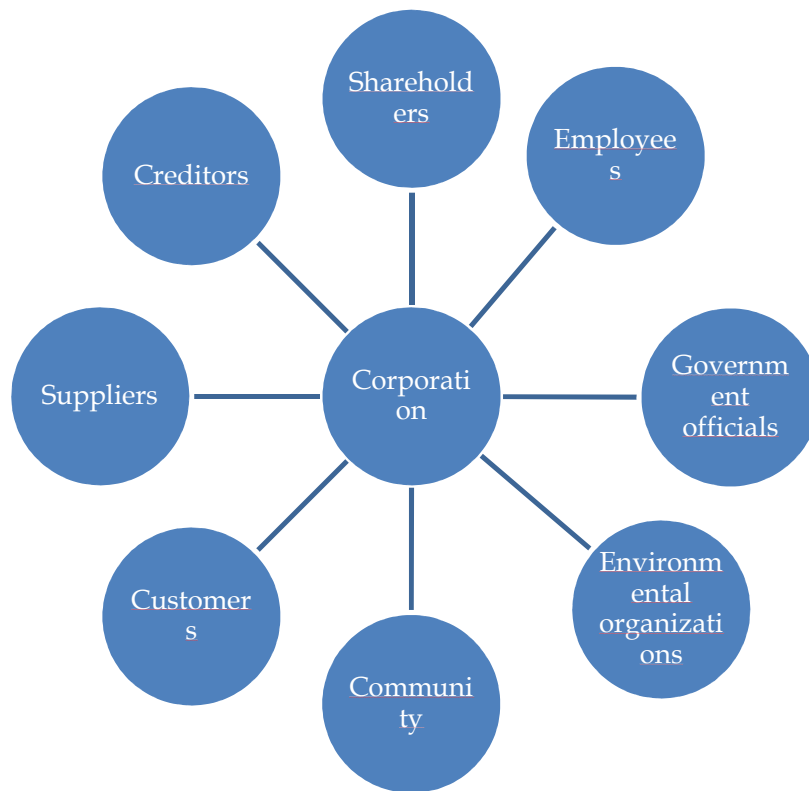 Sharehold
ers
Employee
s
Creditors
Governm
ent
officials
Suppliers
Corporati
on
Environm
ental
organizati
ons
Customer
s
Communi
ty